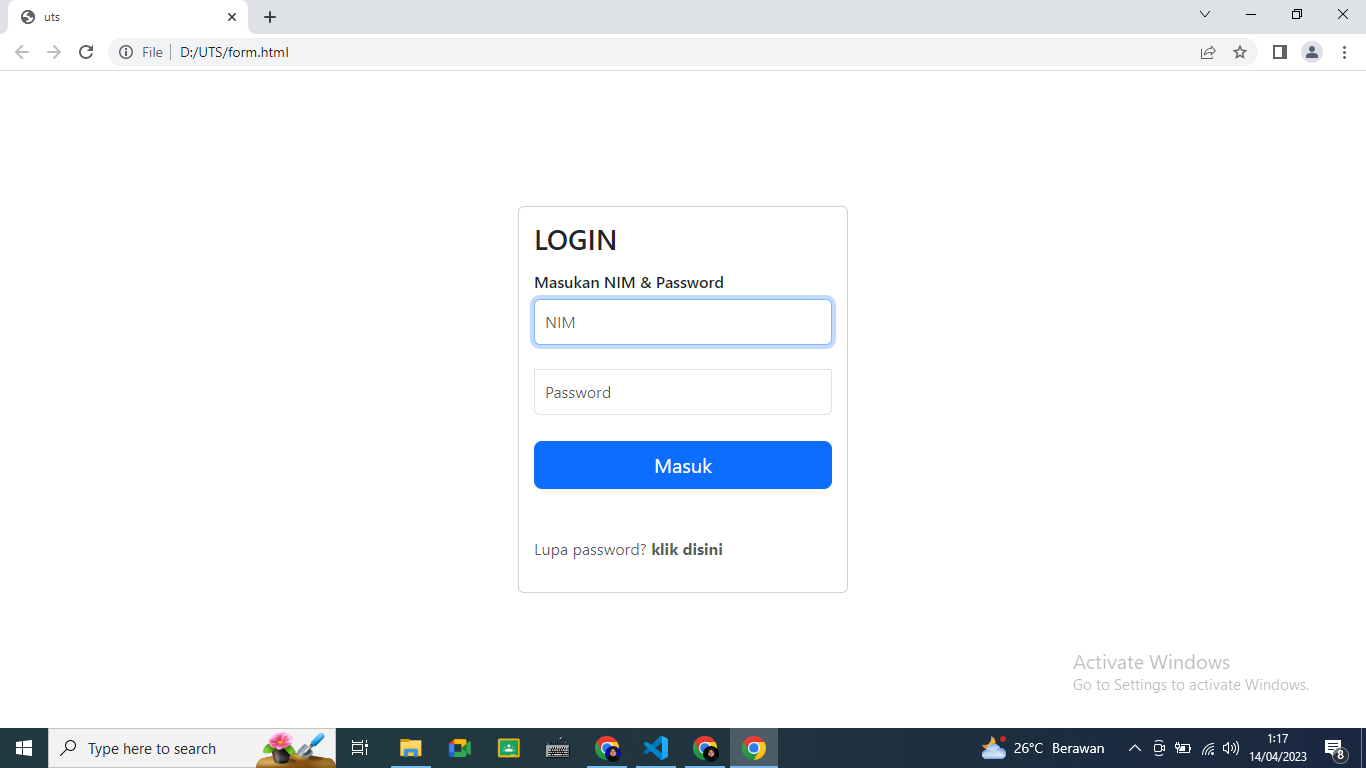 uts
File D:/UTS/form.html
LOGIN
Masukan NIM & Password
NIM
Password
Masuk
Lupa password? klik disini
Activate Windows
Go to Settings to activate Windows.
Type here to search
26°C Berawan
1:17
14/04/2023
8